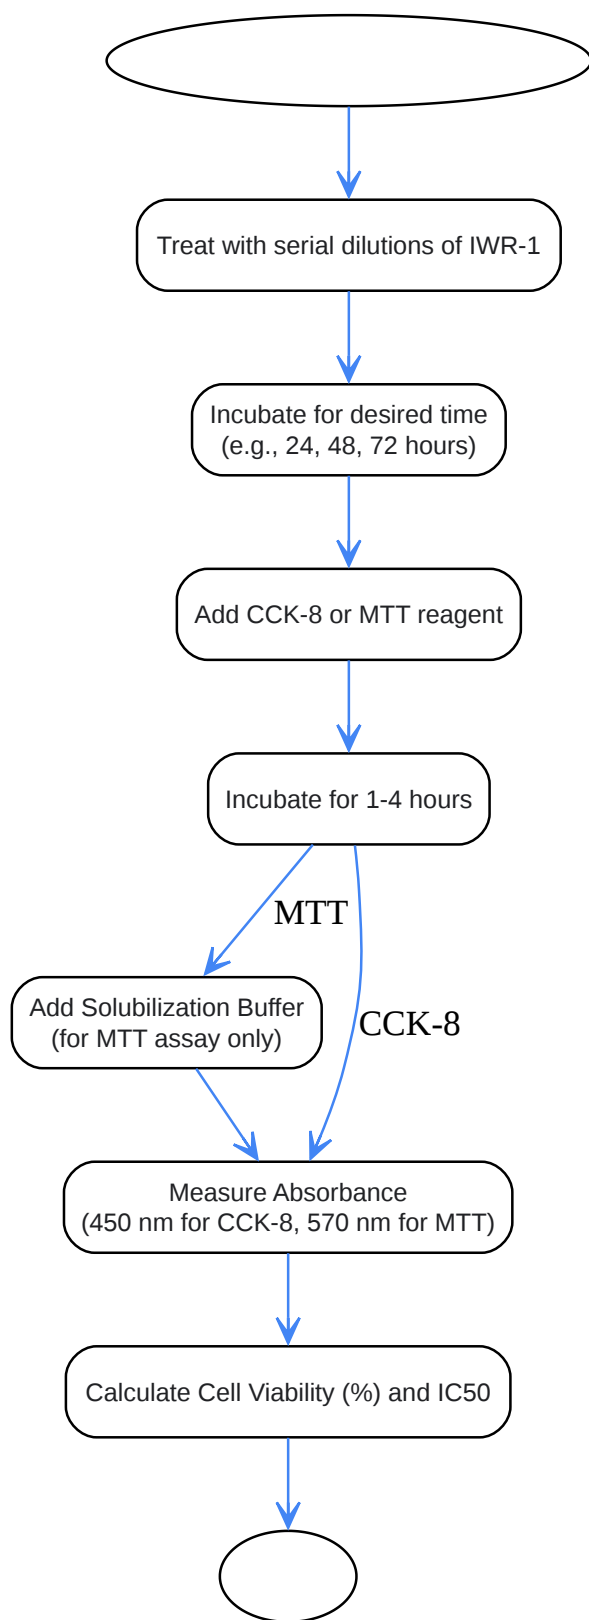 Treat with serial dilutions of IWR-1
Incubate for desired time
(e.g., 24, 48, 72 hours)
Add CCK-8 or MTT reagent
Incubate for 1-4 hours
MTT
Add Solubilization Buffer
(for MTT assay only)
CCK-8
Measure Absorbance
(450 nm for CCK-8, 570 nm for MTT)
Calculate Cell Viability (%) and IC50